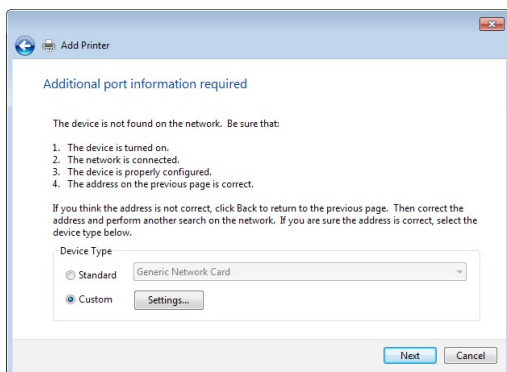 Add Printer
Additional port information required
The device is not found on the network. Be sure that:
1. The device is turned on.
2. The network is connected.
3. The device is properly configured.
4. The address on the previous page is correct.
If you think the address is not correct, click Back to return to the previous page. Then correct the
address and perform another search on the network. If you are sure the address is correct, select the
device type below.
Device Type
Standard
Generic Network Card
Custom
Settings...
Next
Cancel